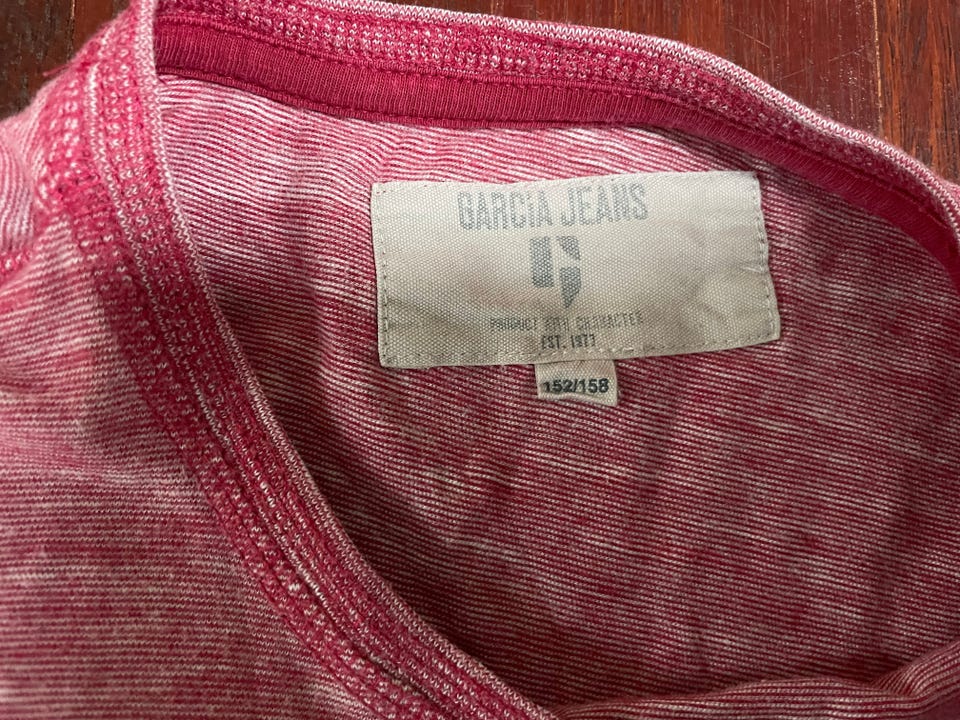 GARCiA JEANS
PRODUCT WITH CHARACTER
EST. 1977
152/158